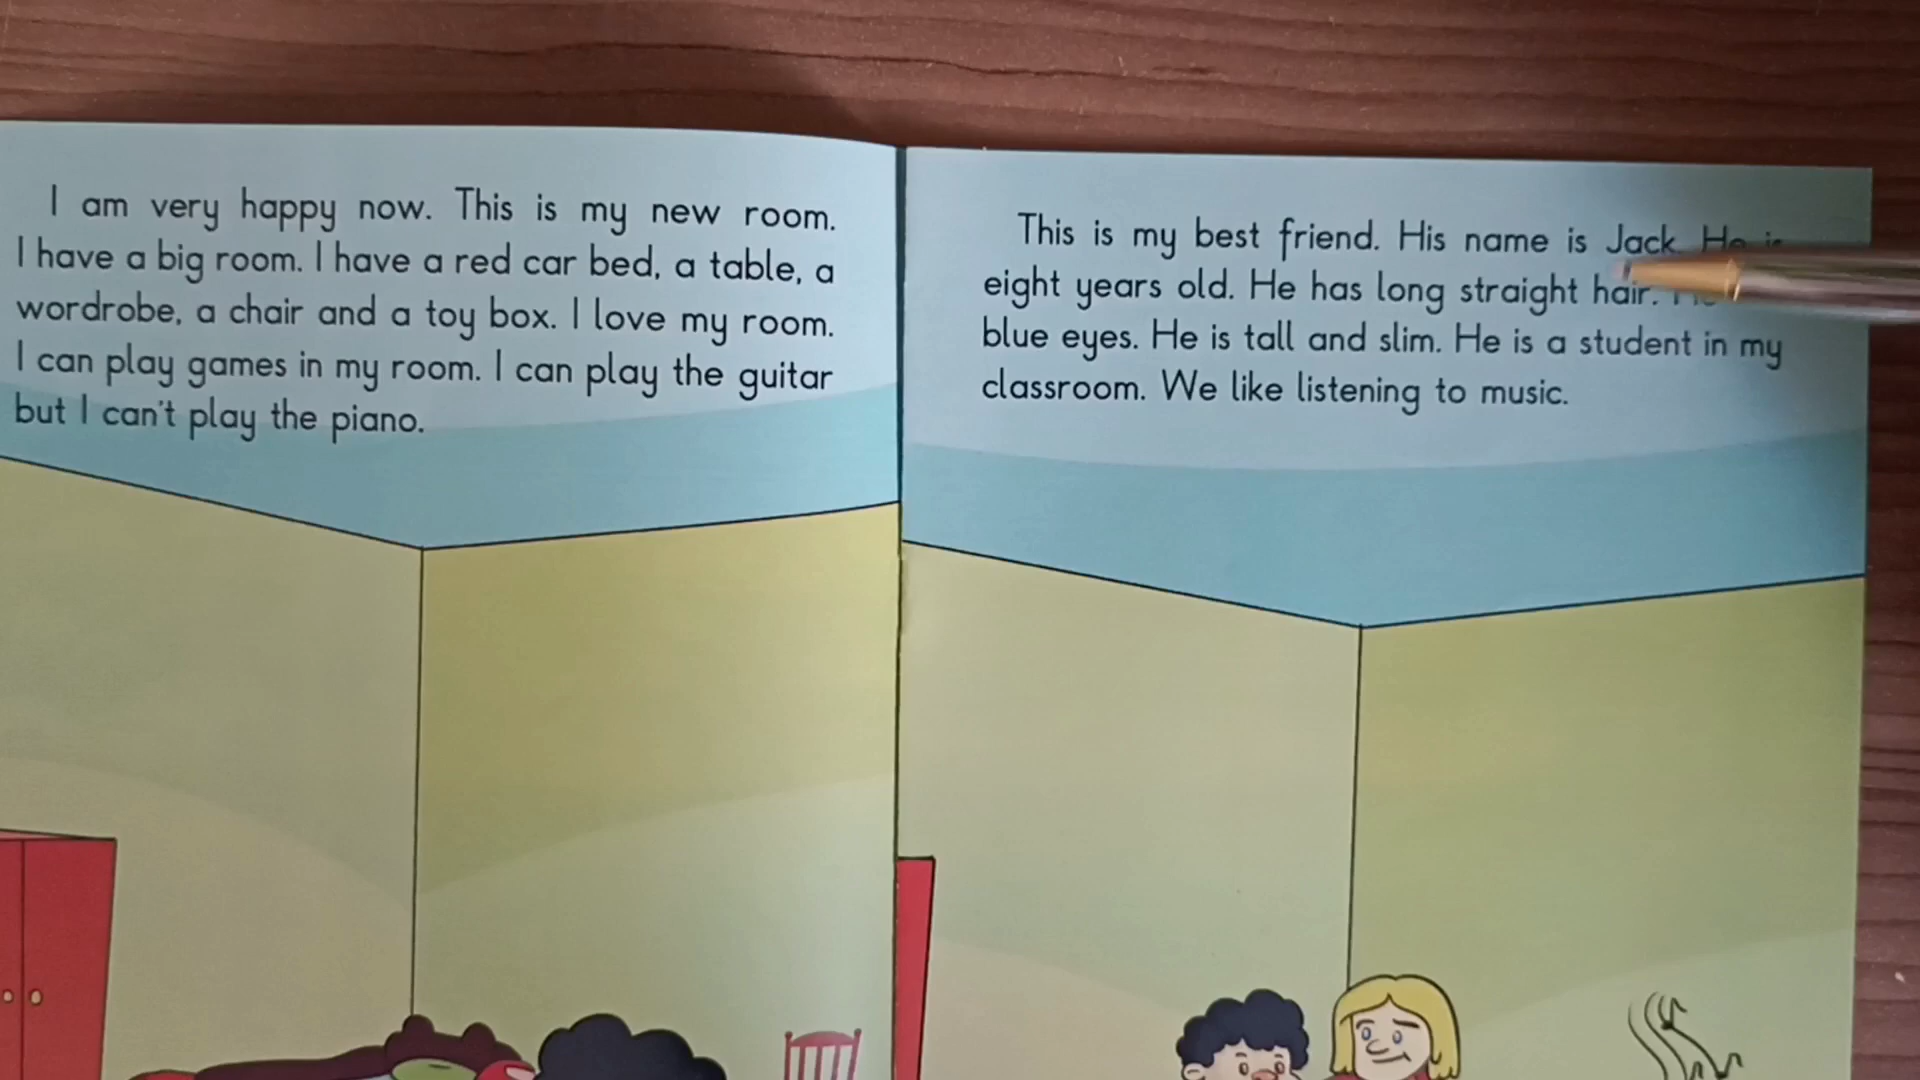 I am very happy now. This is my new room.
I have a big room. I have a red car bed, a table, a
wordrobe, a chair and a toy box. I love my room.
I can play games in my room. I can play the guitar
but I can't play the piano.
This is my best friend. His name is Jack. He is
eight years old. He has long straight hair.
blue eyes. He is tall and slim. He is a student in my
classroom. We like listening to music.